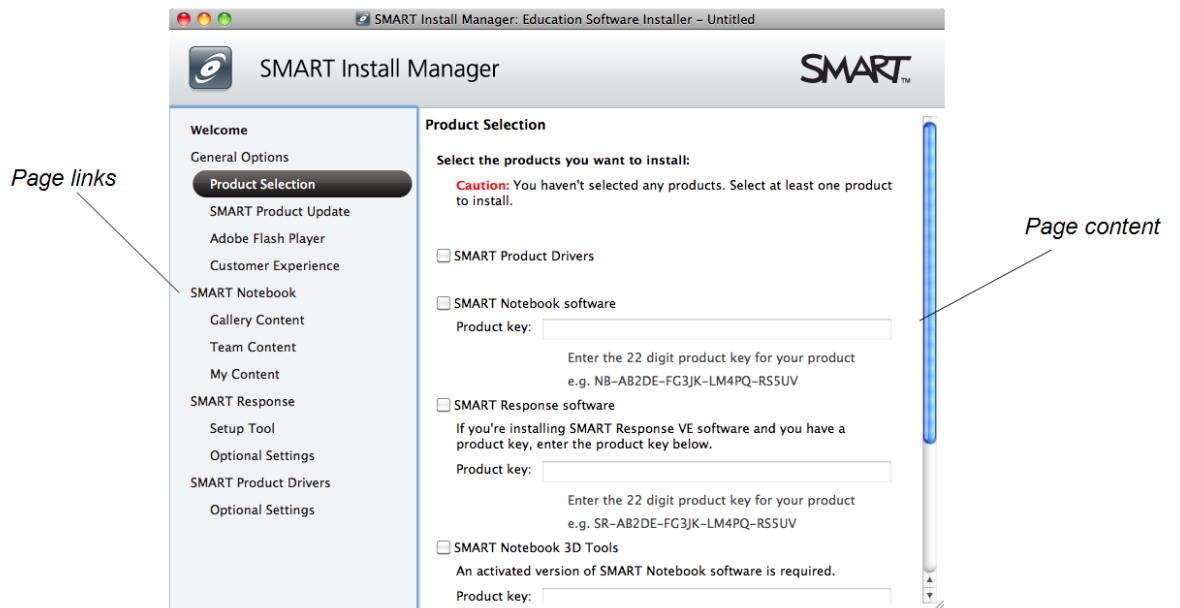 SMART Install Manager: Education Software Installer – Untitled
SMART Install Manager
SMART™
Page links
Welcome
General Options
Product Selection
SMART Product Update
Adobe Flash Player
Customer Experience
SMART Notebook
Gallery Content
Team Content
My Content
SMART Response
Setup Tool
Optional Settings
SMART Product Drivers
Optional Settings
Product Selection
Select the products you want to install:
Caution: You haven't selected any products. Select at least one product
to install.
SMART Product Drivers
SMART Notebook software
Product key:
Enter the 22 digit product key for your product
e.g. NB–AB2DE–FG3JK–LM4PQ–RS5UV
SMART Response software
If you're installing SMART Response VE software and you have a
product key, enter the product key below.
Product key:
Enter the 22 digit product key for your product
e.g. SR–AB2DE–FG3JK–LM4PQ–RS5UV
SMART Notebook 3D Tools
An activated version of SMART Notebook software is required.
Product key:
Page content